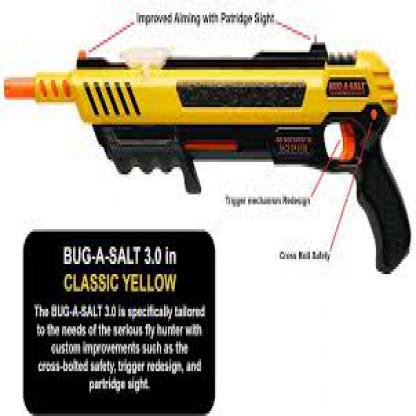 Improved Aiming with Patridge Sight
BUG-A-SALT
Trigger mechanism Redesign
Cross Bolt Safety
BUG-A-SALT 3.0 in
CLASSIC YELLOW
The BUG-A-SALT 3.0 is specifically tailored
to the needs of the serious fly hunter with
custom improvements such as the
cross-bolted safety, trigger redesign, and
partridge sight.